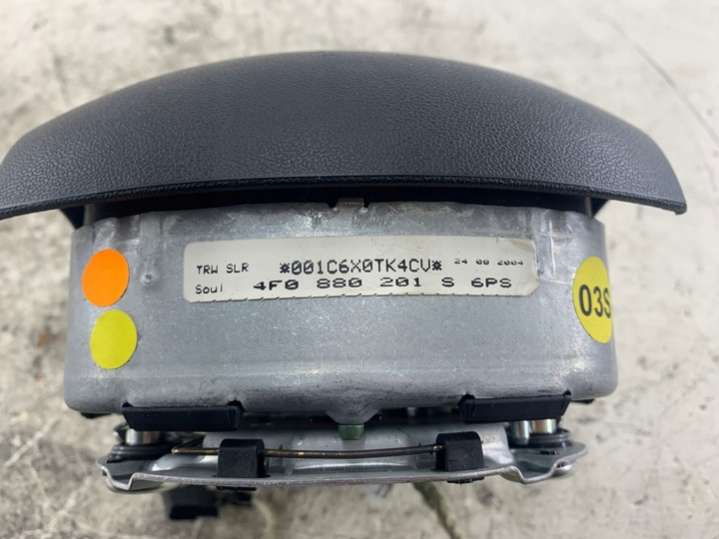 TRW SLR *001C6X0TK4CV* 24 08 2004
Soul 4F0 880 201 S 6PS
03S